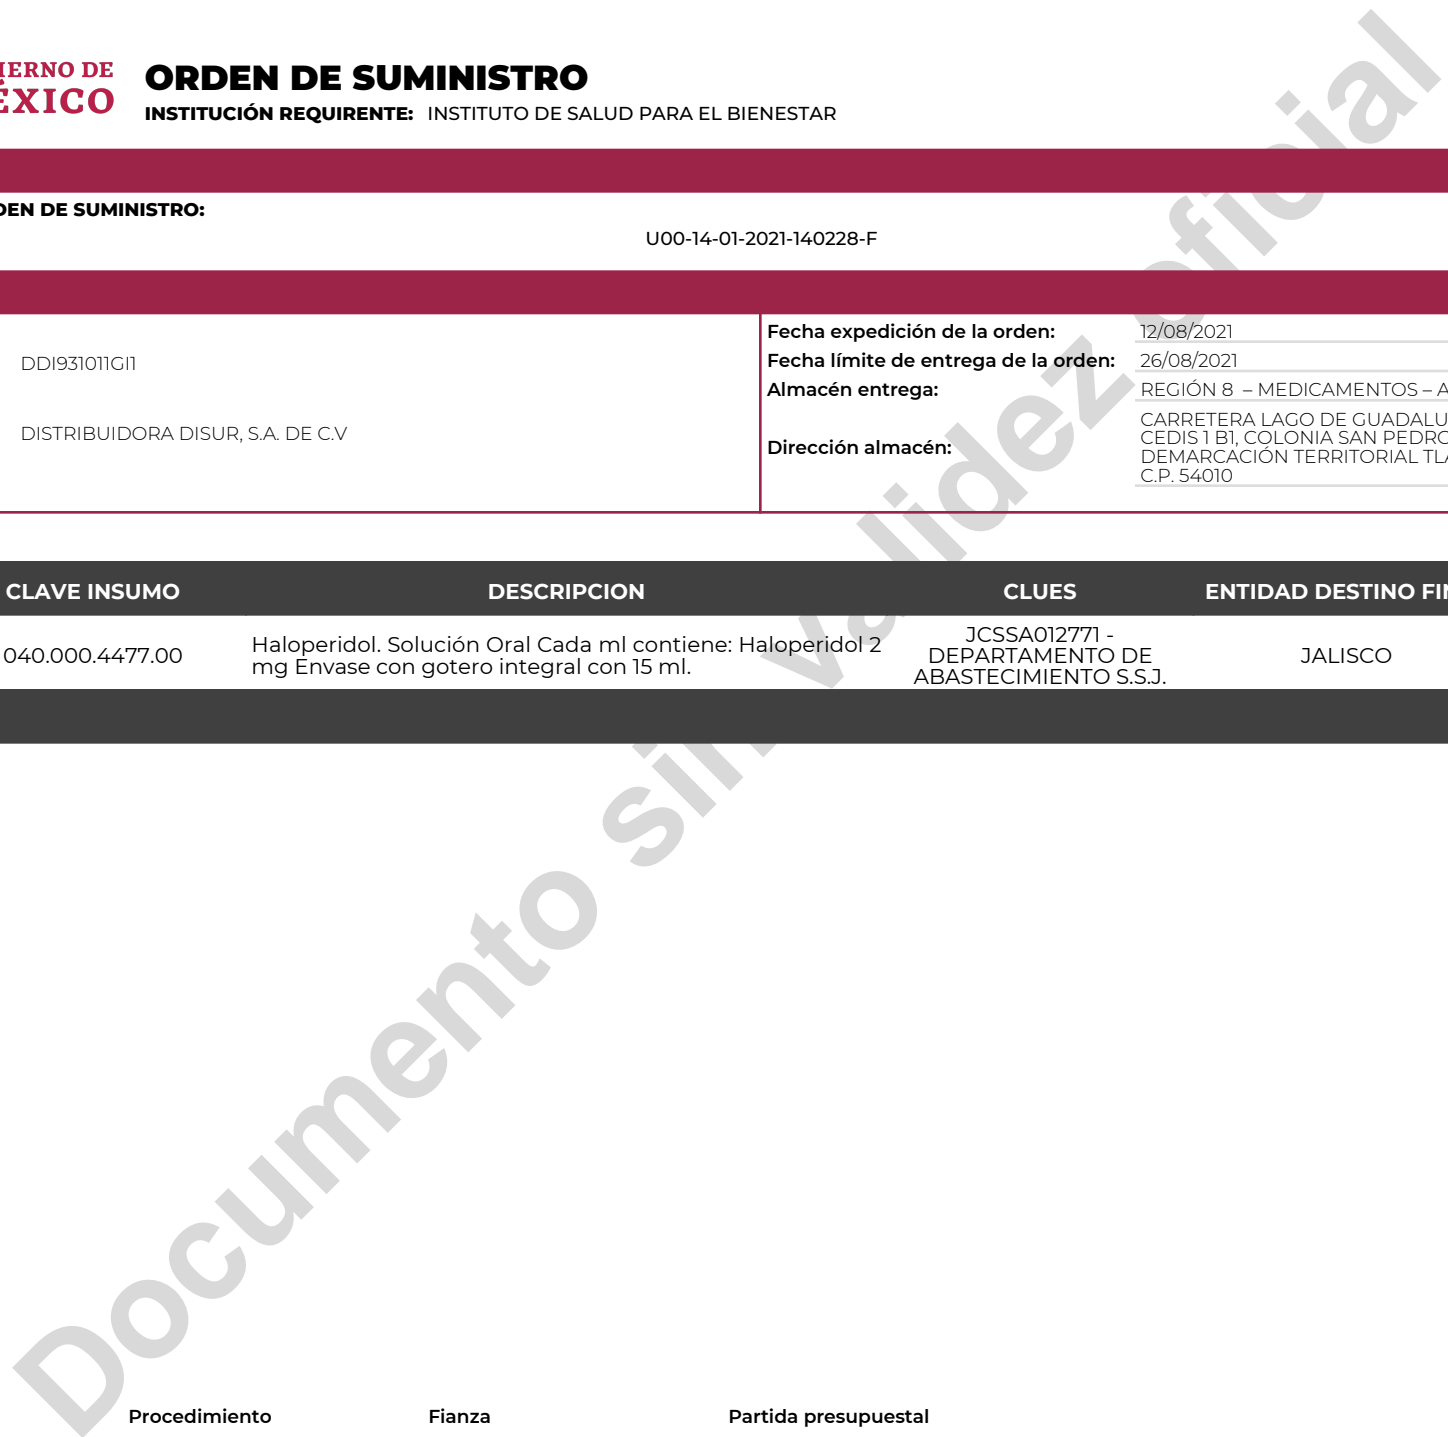 IERNO DE
ÉXICO
ORDEN DE SUMINISTRO
INSTITUCIÓN REQUIRENTE: INSTITUTO DE SALUD PARA EL BIENESTAR
DEN DE SUMINISTRO:
U00-14-01-2021-140228-F
DDI931011GI1
DISTRIBUIDORA DISUR, S.A. DE C.V
Fecha expedición de la orden: 12/08/2021
Fecha límite de entrega de la orden: 26/08/2021
Almacén entrega: REGIÓN 8 – MEDICAMENTOS – A
Dirección almacén:
CARRETERA LAGO DE GUADALU
CEDIS 1 B1, COLONIA SAN PEDRO
DEMARCACIÓN TERRITORIAL TLA
C.P. 54010
CLAVE INSUMO DESCRIPCION CLUES ENTIDAD DESTINO FIN
040.000.4477.00
Haloperidol. Solución Oral Cada ml contiene: Haloperidol 2
mg Envase con gotero integral con 15 ml.
JCSSA012771 -
DEPARTAMENTO DE
ABASTECIMIENTO S.S.J.
JALISCO
Documento sin validez oficial
Procedimiento Fianza Partida presupuestal